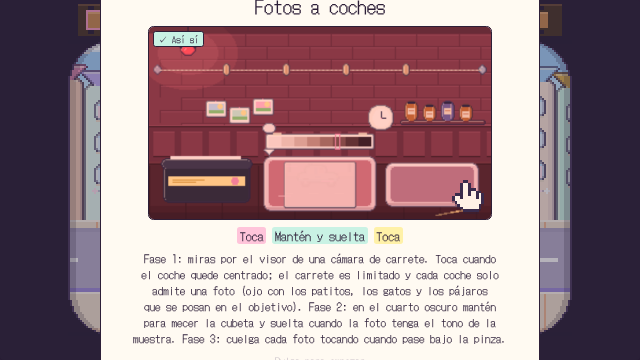 Fotos a coches
✓ Así sí
Toca Mantén y suelta Toca
Fase 1: miras por el visor de una cámara de carrete. Toca cuando
el coche quede centrado; el carrete es limitado y cada coche solo
admite una foto (ojo con los patitos, los gatos y los pájaros
que se posan en el objetivo). Fase 2: en el cuarto oscuro mantén
para mecer la cubeta y suelta cuando la foto tenga el tono de la
muestra. Fase 3: cuelga cada foto tocando cuando pase bajo la pinza.